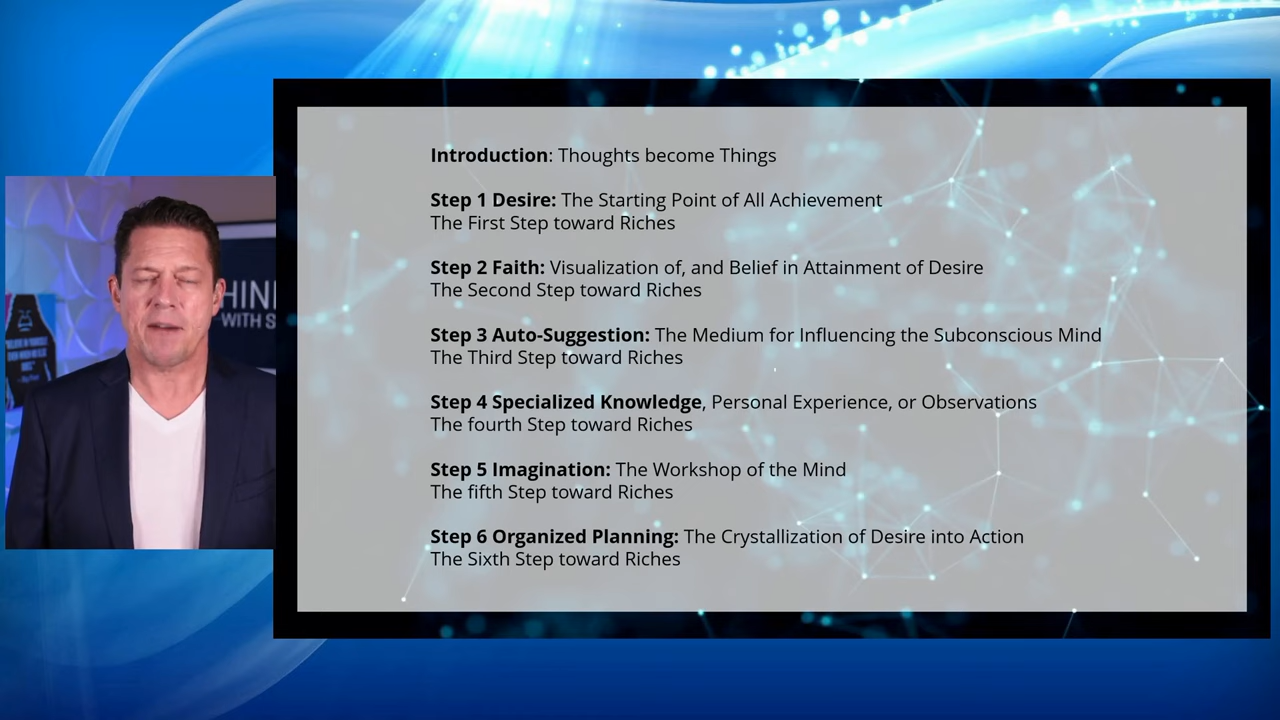 Introduction: Thoughts become Things
Step 1 Desire: The Starting Point of All Achievement
The First Step toward Riches
Step 2 Faith: Visualization of, and Belief in Attainment of Desire
The Second Step toward Riches
Step 3 Auto-Suggestion: The Medium for Influencing the Subconscious Mind
The Third Step toward Riches
Step 4 Specialized Knowledge, Personal Experience, or Observations
The fourth Step toward Riches
Step 5 Imagination: The Workshop of the Mind
The fifth Step toward Riches
Step 6 Organized Planning: The Crystallization of Desire into Action
The Sixth Step toward Riches
HIN
WITH S